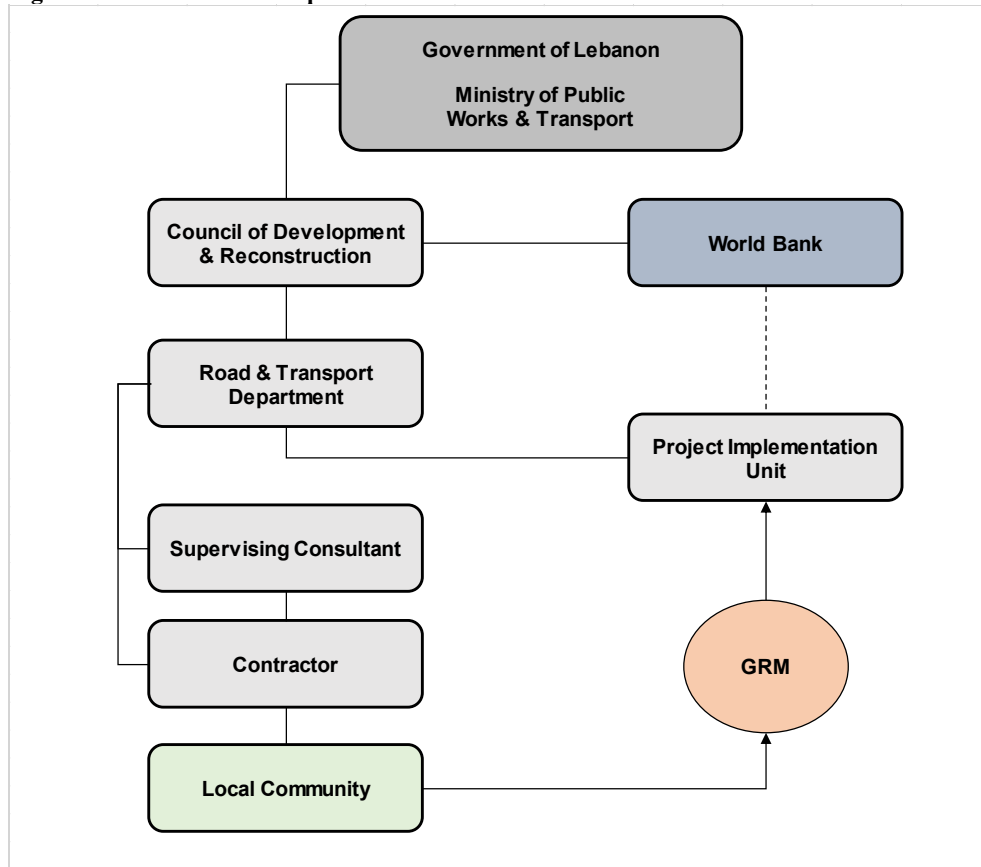 Government of Lebanon
Ministry of Public
Works & Transport
Council of Development
& Reconstruction
World Bank
Road & Transport
Department
Project Implementation
Unit
Supervising Consultant
Contractor
GRM
Local Community